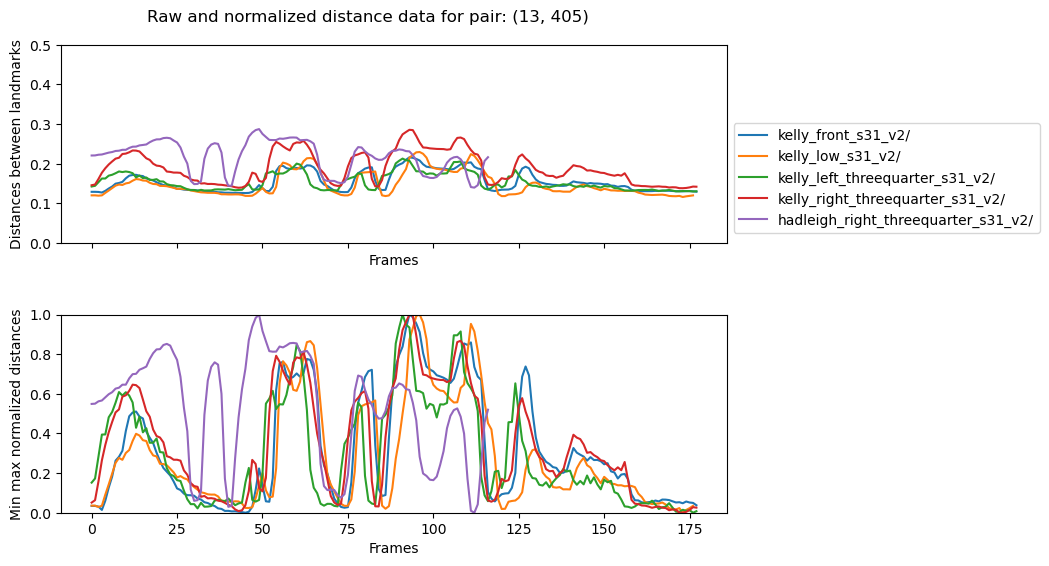 Raw and normalized distance data for pair: (13, 405)
Distances between landmarks
0.5
0.4
0.3
0.2
0.1
0.0
Frames
kelly_front_s31_v2/
kelly_low_s31_v2/
kelly_left_threequarter_s31_v2/
kelly_right_threequarter_s31_v2/
hadleigh_right_threequarter_s31_v2/
Min max normalized distances
1.0
0.8
0.6
0.4
0.2
0.0
0 25 50 75 100 125 150 175
Frames